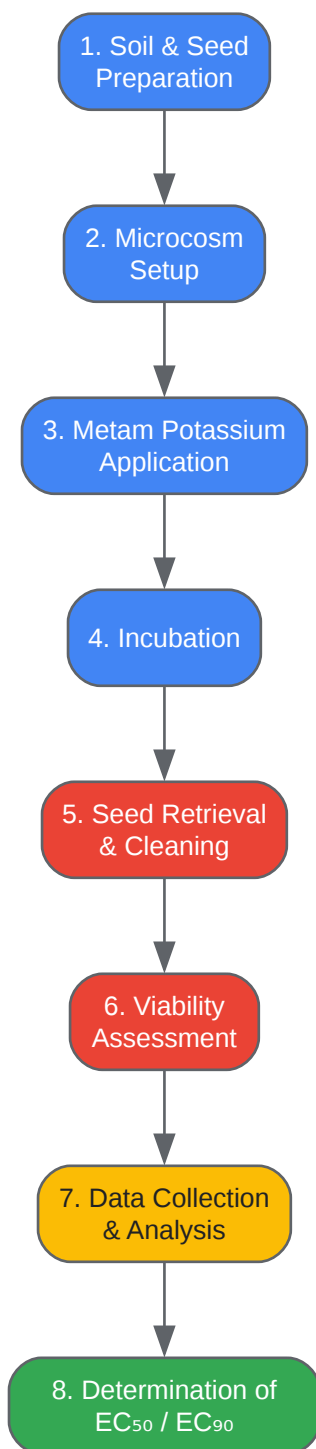 1. Soil & Seed
Preparation
2. Microcosm
Setup
3. Metam Potassium
Application
4. Incubation
5. Seed Retrieval
& Cleaning
6. Viability
Assessment
7. Data Collection
& Analysis
8. Determination of
EC₅₀ / EC₉₀